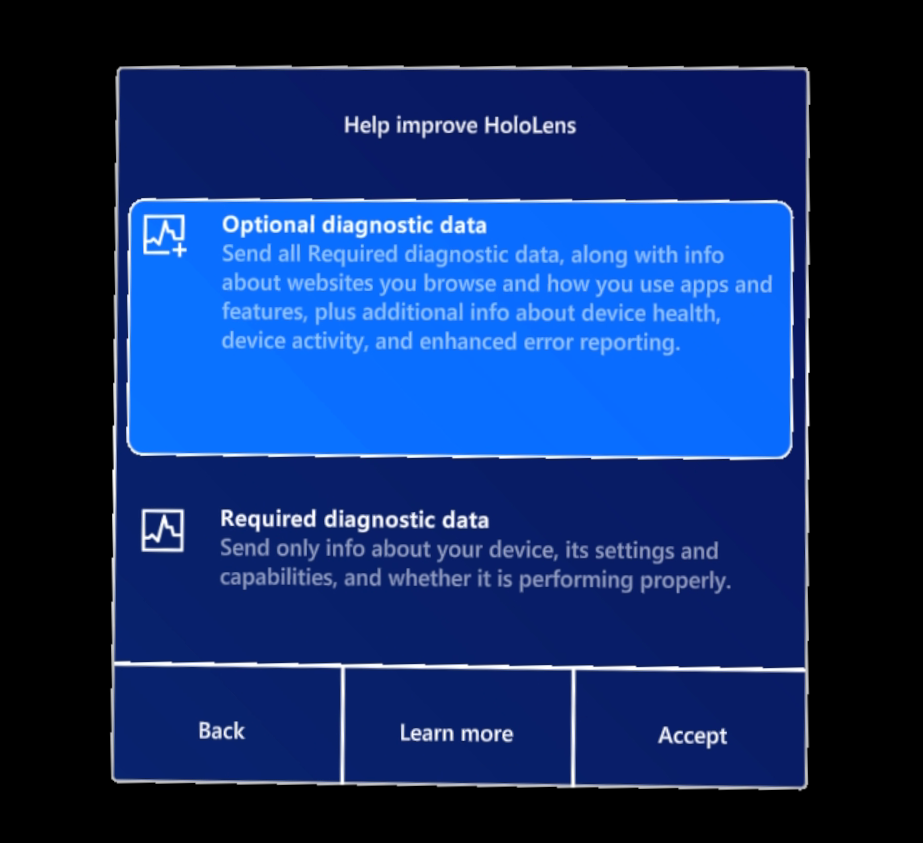 Help improve HoloLens
Optional diagnostic data
Send all Required diagnostic data, along with info
about websites you browse and how you use apps and
features, plus additional info about device health,
device activity, and enhanced error reporting.
Required diagnostic data
Send only info about your device, its settings and
capabilities, and whether it is performing properly.
Back
Learn more
Accept